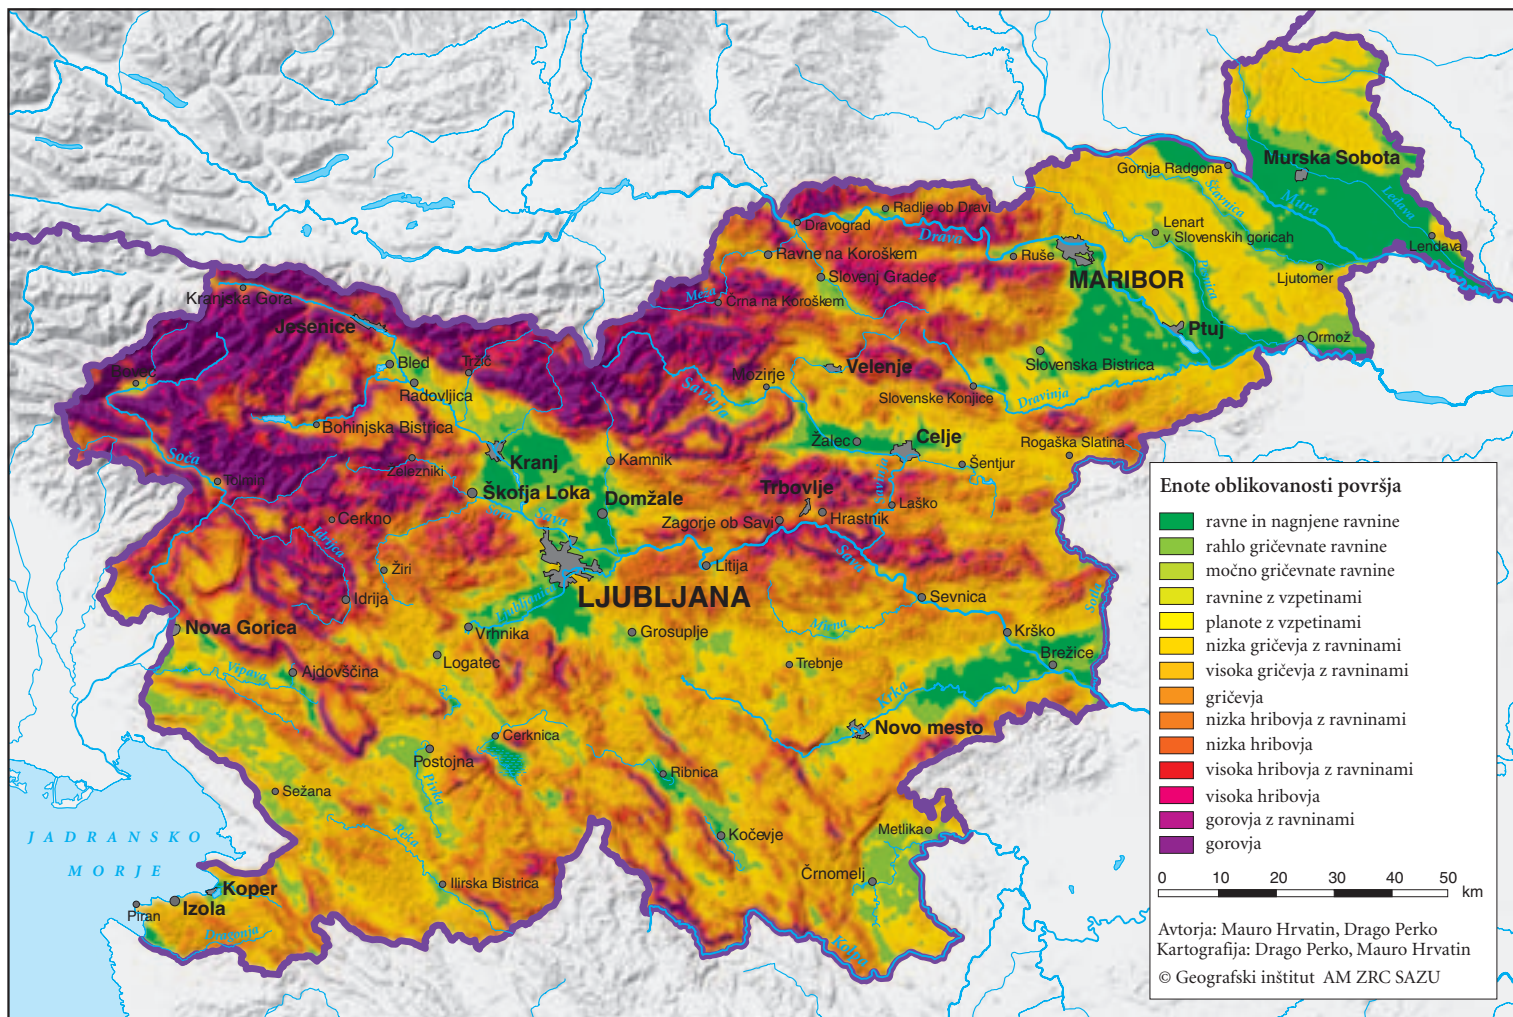 Murska Sobota
Gornja Radgona
Ščavnica
Mura
Ledava
Radlje ob Dravi
Dravograd
Drava
Lenart
v Slovenskih goricah
Lendava
Ravne na Koroškem
Ruše
MARIBOR
Pesnica
Ljutomer
Slovenj Gradec
Kranjska Gora
Meža
Črna na Koroškem
Jesenice
Ptuj
Ormož
Bled
Tržič
Velenje
Slovenska Bistrica
Bovec
Radovljica
Mozirje
Savinja
Slovenske Konjice
Dravinja
Bohinjska Bistrica
Žalec
Celje
Rogaška Slatina
Soča
Kranj
Kamnik
Šentjur
Železniki
Tolmin
Škofja Loka
Domžale
Trbovlje
Savinja
Laško
Cerkno
Sora
Sava
Zagorje ob Savi
Hrastnik
Idrijca
Žiri
Litija
Sava
Idrija
Ljubljanica
LJUBLJANA
Sevnica
Sotla
Nova Gorica
Vrhnika
Grosuplje
Mirna
Krško
Logatec
Trebnje
Brežice
Vipava
Ajdovščina
Krka
Novo mesto
Cerknica
Postojna
Pivka
Ribnica
Sežana
Reka
Kočevje
Metlika
JADRANSKO
MORJE
Črnomelj
Ilirska Bistrica
Koper
Izola
Piran
Dragonja
Kolpa
Enote oblikovanosti površja
ravne in nagnjene ravnine
rahlo gričevnate ravnine
močno gričevnate ravnine
ravnine z vzpetinami
planote z vzpetinami
nizka gričevja z ravninami
visoka gričevja z ravninami
gričevja
nizka hribovja z ravninami
nizka hribovja
visoka hribovja z ravninami
visoka hribovja
gorovja z ravninami
gorovja
0 10 20 30 40 50 km
Avtorja: Mauro Hrvatin, Drago Perko
Kartografija: Drago Perko, Mauro Hrvatin
© Geografski inštitut AM ZRC SAZU